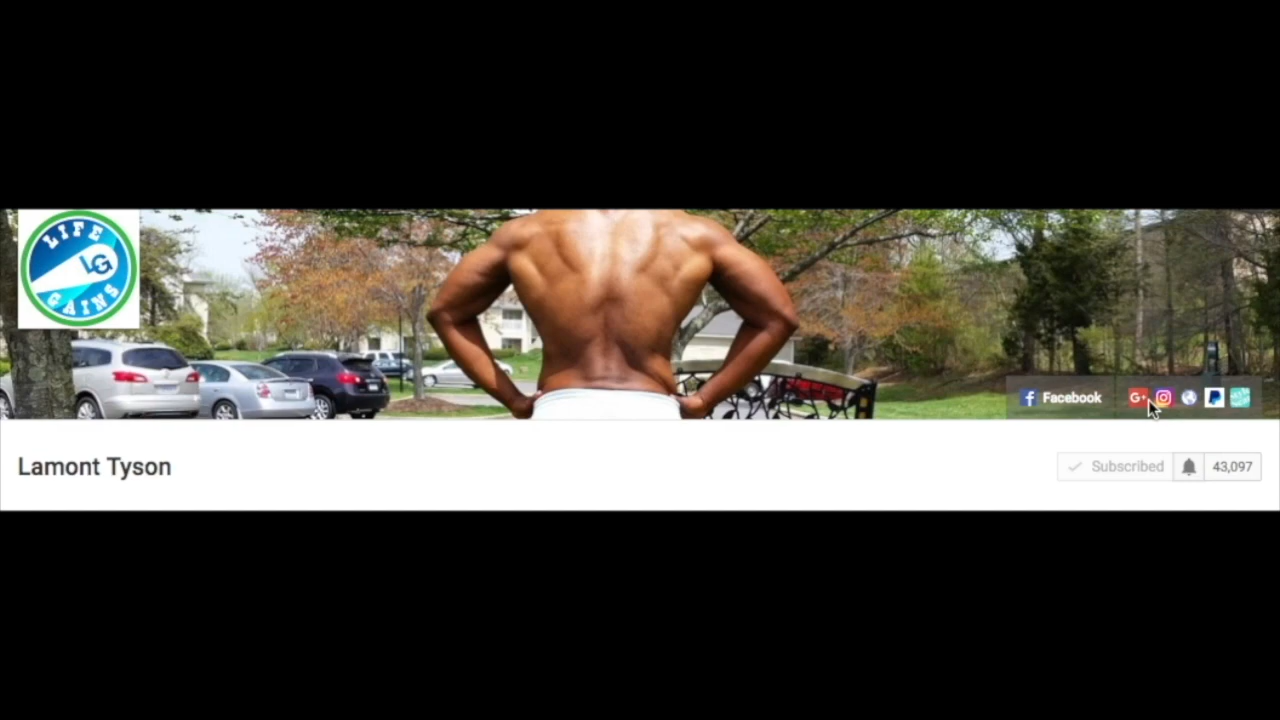 LIFE
LG
GAINS
Facebook
G+
Lamont Tyson
Subscribed
43,097